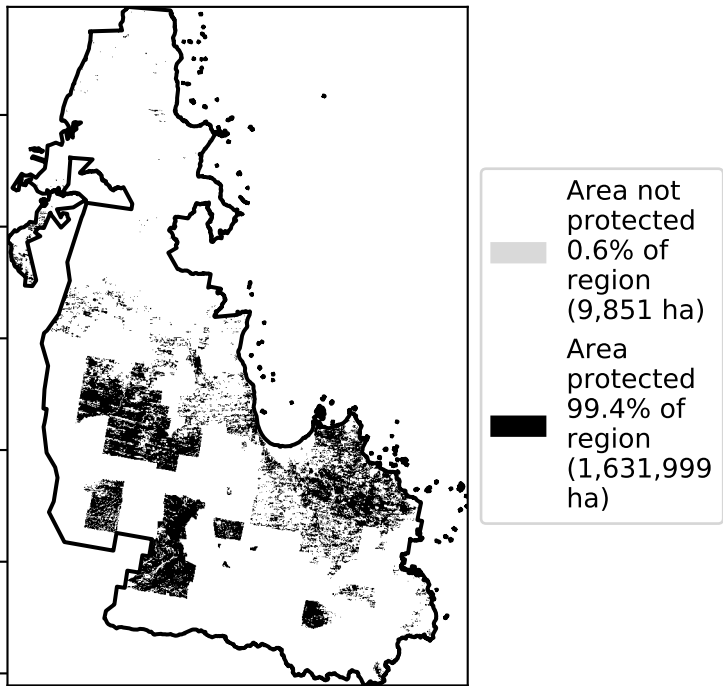 Area not
protected
0.6% of
region
(9,851 ha)
Area
protected
99.4% of
region
(1,631,999
ha)